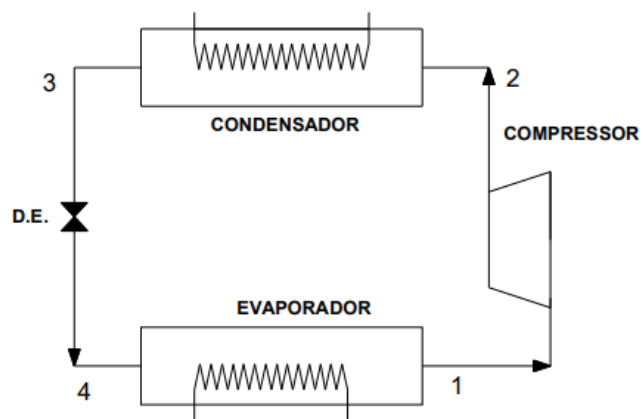 3
2
CONDENSADOR
COMPRESSOR
D.E.
EVAPORADOR
4
1